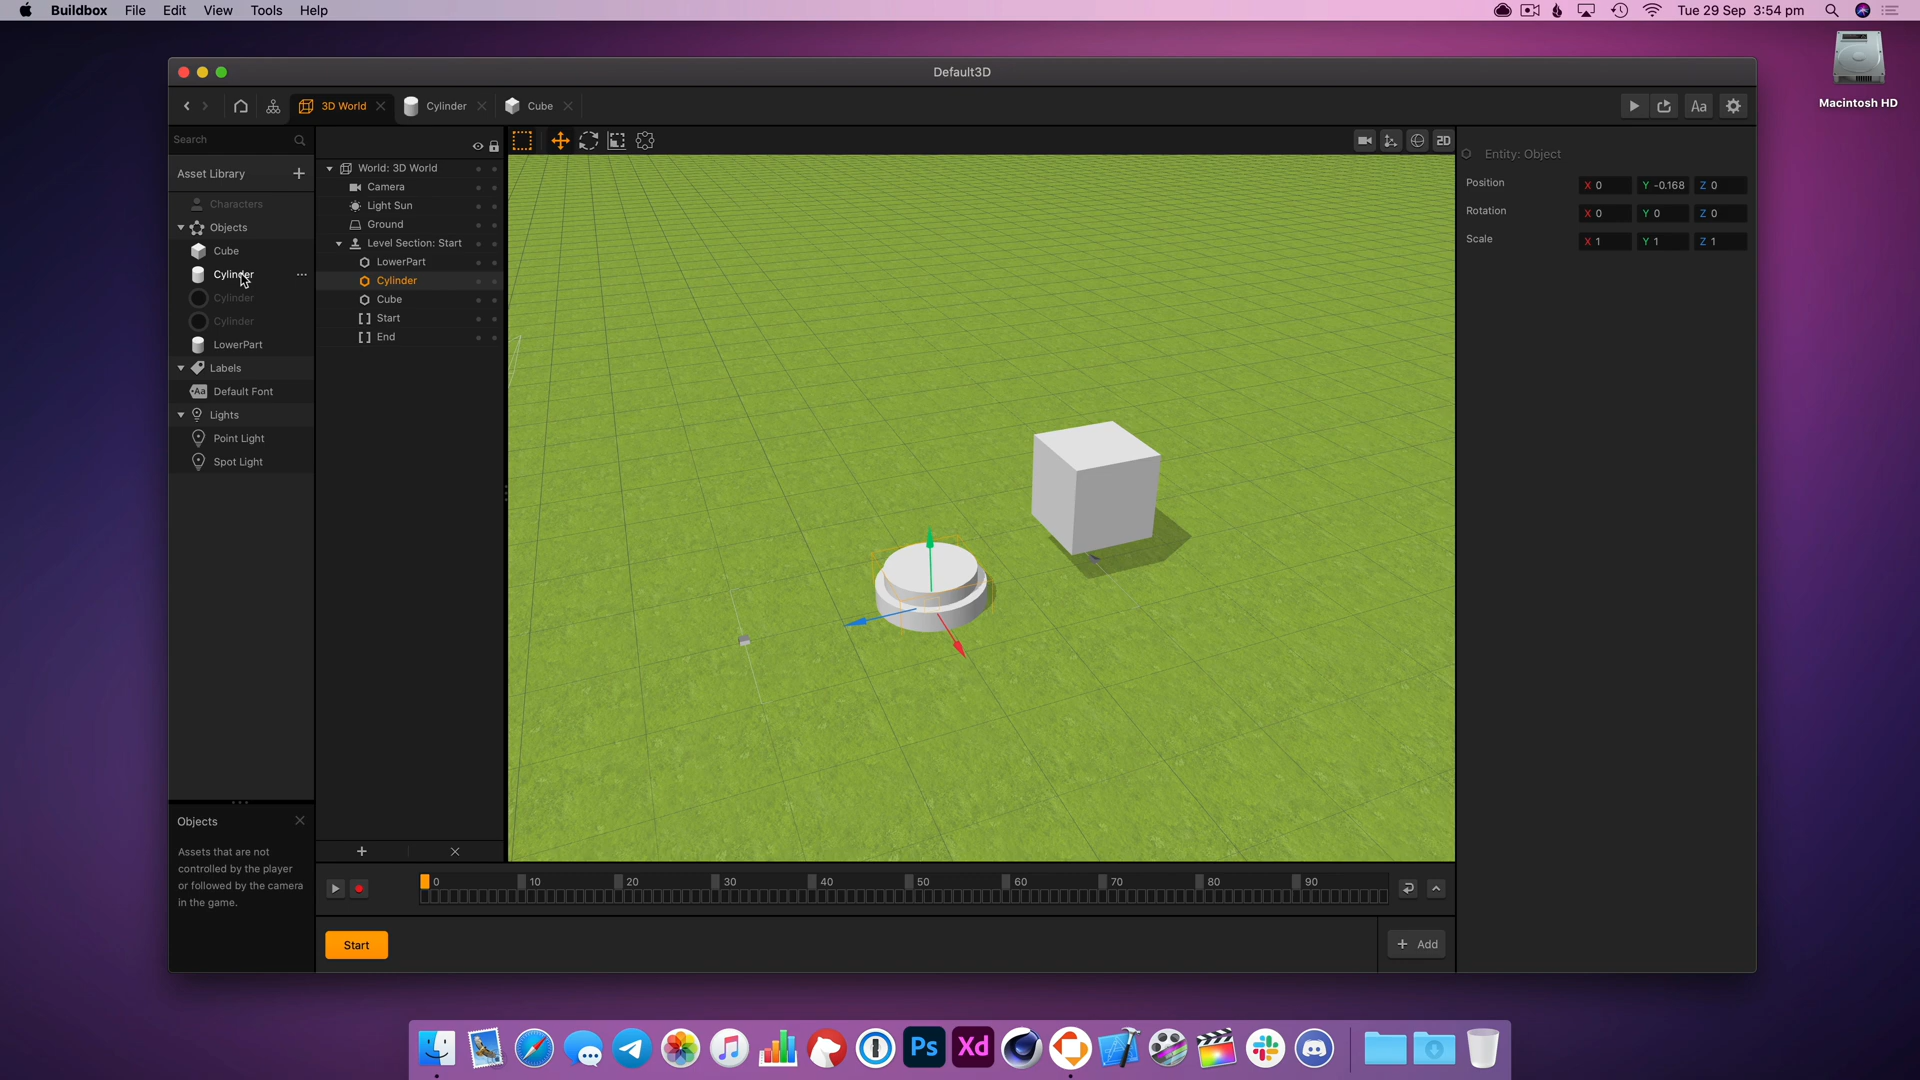 Buildbox File Edit View Tools Help
Tue 29 Sep 3:54 pm
Macintosh HD
Default3D
3D World
Cylinder
Cube
Aa
Search
Asset Library
Characters
Objects
Cube
Cylinder
Cylinder
Cylinder
LowerPart
Labels
Aa Default Font
Lights
Point Light
Spot Light
World: 3D World
Camera
Light Sun
Ground
Level Section: Start
LowerPart
Cylinder
Cube
Start
End
2D
Entity: Object
Position X 0 Y -0.168 Z 0
Rotation X 0 Y 0 Z 0
Scale X 1 Y 1 Z 1
Objects
Assets that are not
controlled by the player
or followed by the camera
in the game.
0 10 20 30 40 50 60 70 80 90
Start
+ Add
Ps
Xd